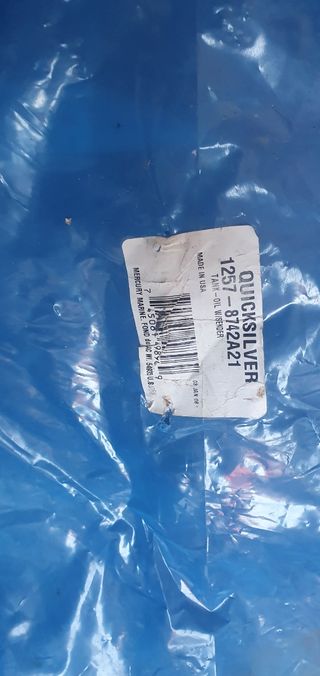 QUICKSILVER
1257-8742A21
TANK-OIL W/SENDER
MADE IN USA
MERCURY MARINE, FOND du LAC WI. 54935 U.S.